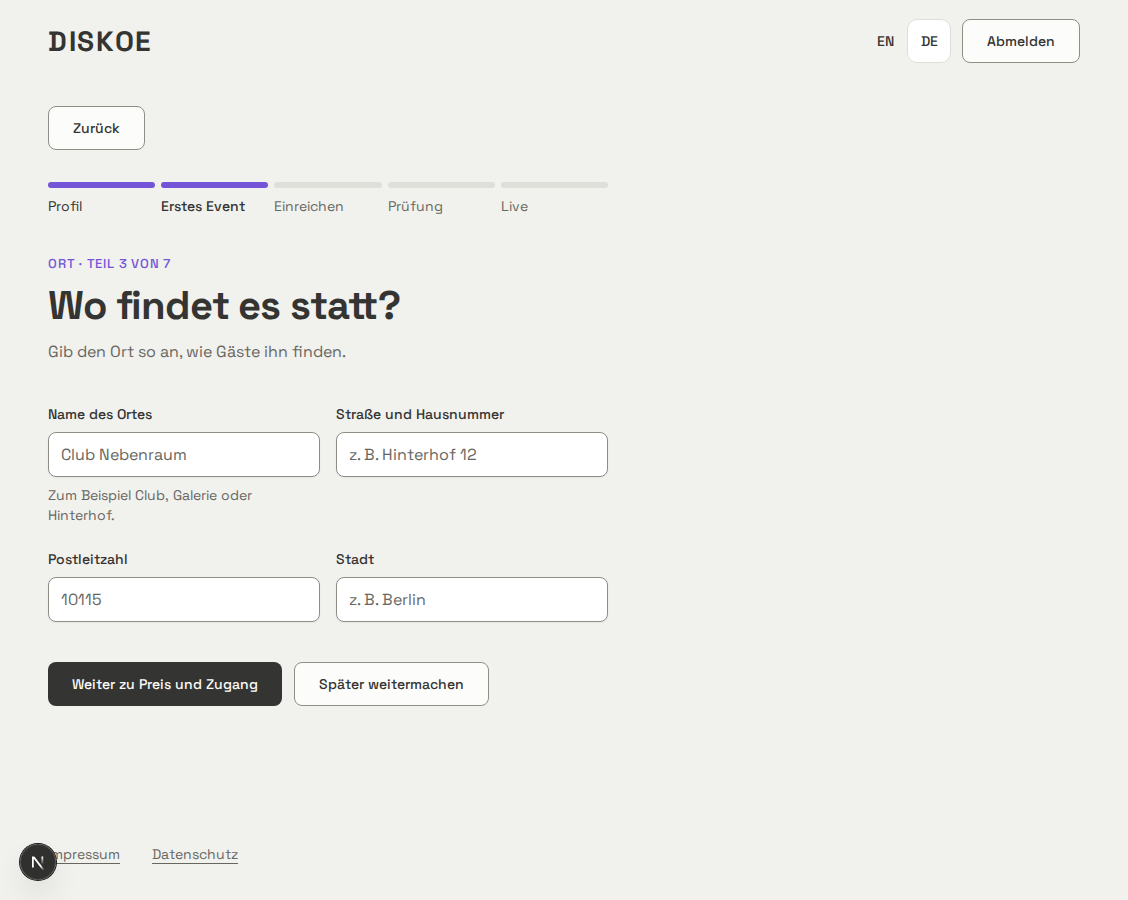 DISKOE
EN
DE
Abmelden
Zurück
Profil
Erstes Event
Einreichen
Prüfung
Live
ORT · TEIL 3 VON 7
Wo findet es statt?
Gib den Ort so an, wie Gäste ihn finden.
Name des Ortes
Straße und Hausnummer
Club Nebenraum
z. B. Hinterhof 12
Zum Beispiel Club, Galerie oder
Hinterhof.
Postleitzahl
Stadt
10115
z. B. Berlin
Weiter zu Preis und Zugang
Später weitermachen
N
mpressum
Datenschutz